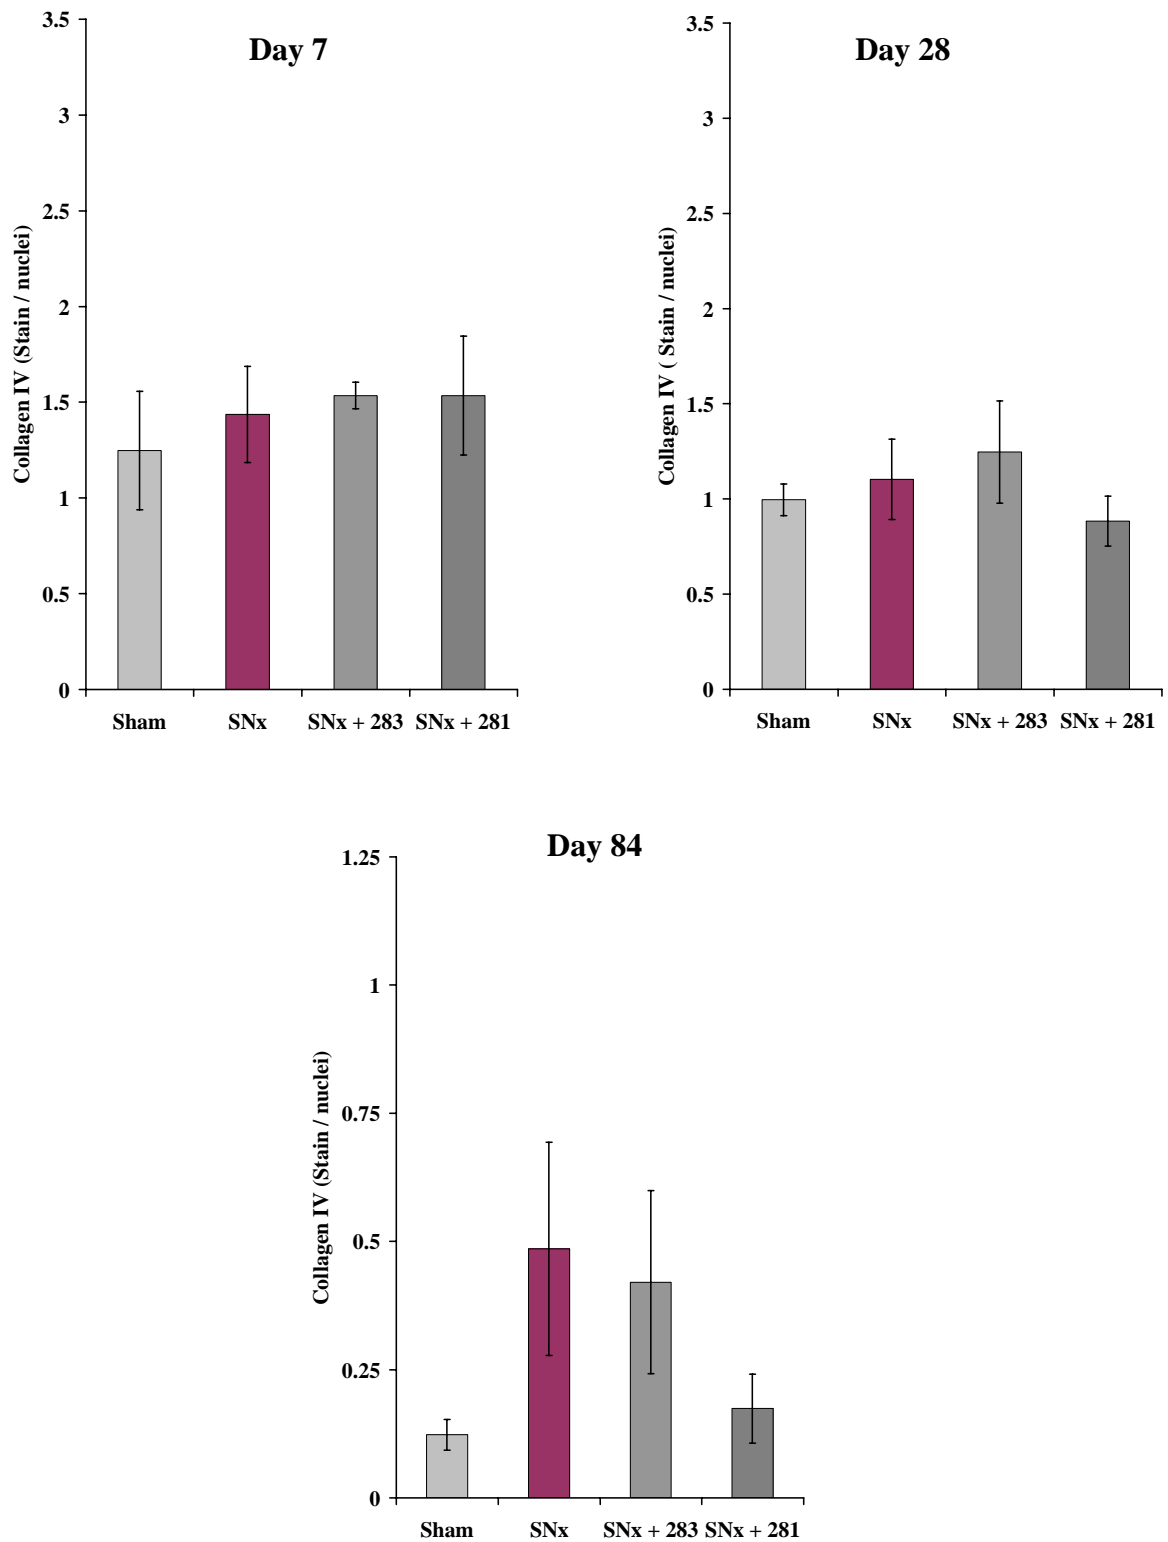 Day 7
3.5
3
2.5
2
1.5
1
0.5
0
Collagen IV (Stain / nuclei)
Sham SNx SNx + 283 SNx + 281
Day 28
3.5
3
2.5
2
1.5
1
0.5
0
Collagen IV ( Stain / nuclei)
Sham SNx SNx + 283 SNx + 281
Day 84
1.25
1
0.75
0.5
0.25
0
Collagen IV (Stain / nuclei)
Sham SNx SNx + 283 SNx + 281